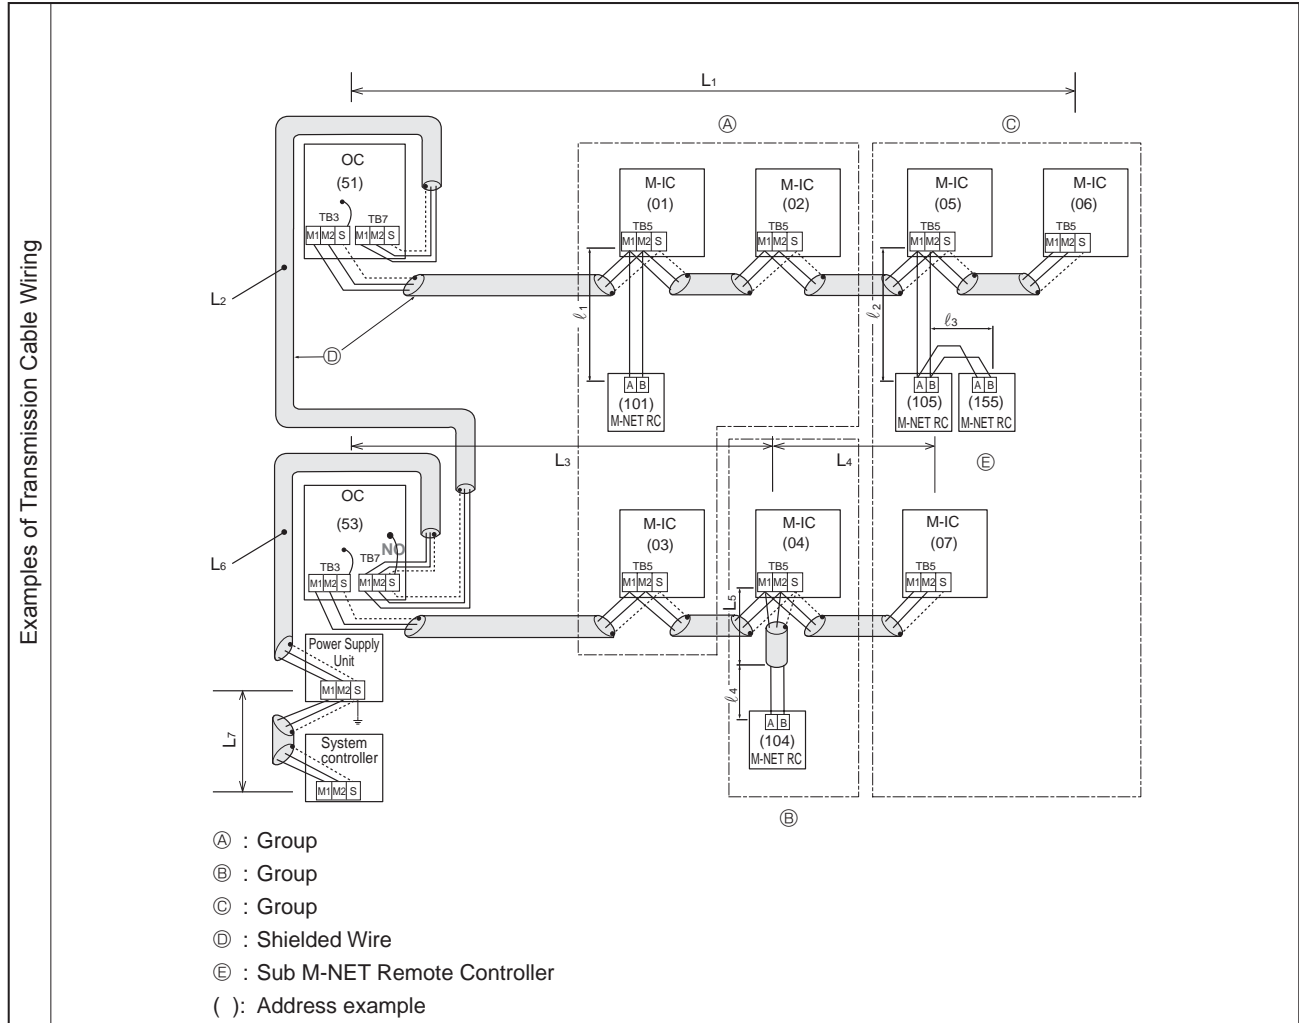 Examples of Transmission Cable Wiring
L1
Ⓐ
Ⓒ
OC
(51)
TB3
TB7
M1 M2 S
M1 M2 S
M-IC
(01)
TB5
M1 M2 S
M-IC
(02)
TB5
M1 M2 S
M-IC
(05)
TB5
M1 M2 S
M-IC
(06)
TB5
M1 M2 S
L2
Ⓓ
ℓ1
ℓ2
ℓ3
A B
(101)
M-NET RC
A B
(105)
M-NET RC
A B
(155)
M-NET RC
L3
L4
Ⓔ
OC
(53)
NO
TB3
TB7
M1 M2 S
M1 M2 S
M-IC
(03)
TB5
M1 M2 S
M-IC
(04)
TB5
M1 M2 S
M-IC
(07)
TB5
M1 M2 S
L6
L5
ℓ4
Power Supply
Unit
M1 M2 S
L7
System
controller
M1 M2 S
A B
(104)
M-NET RC
Ⓑ
Ⓐ : Group
Ⓑ : Group
Ⓒ : Group
Ⓓ : Shielded Wire
Ⓔ : Sub M-NET Remote Controller
( ): Address example